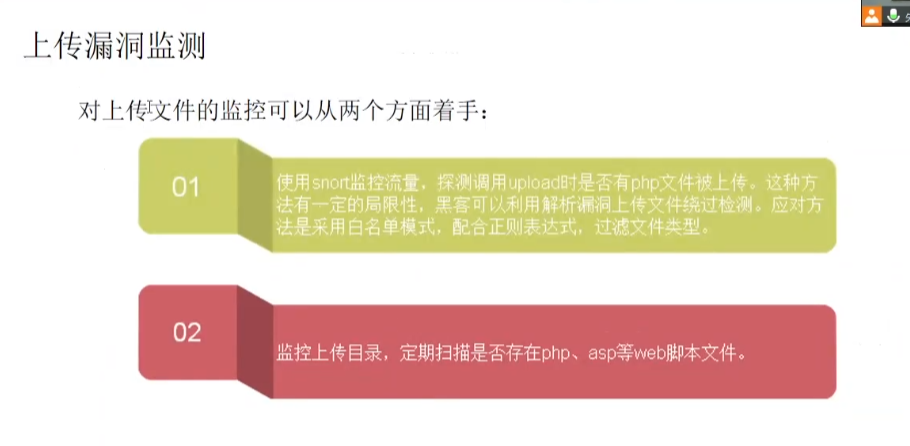 上传漏洞监测
对上传文件的监控可以从两个方面着手：
01
使用snort监控流量，探测调用upload时是否有php文件被上传。这种方
法有一定的局限性，黑客可以利用解析漏洞上传文件绕过检测。应对方
法是采用白名单模式，配合正则表达式，过滤文件类型。
02
监控上传目录，定期扫描是否存在php、asp等web脚本文件。